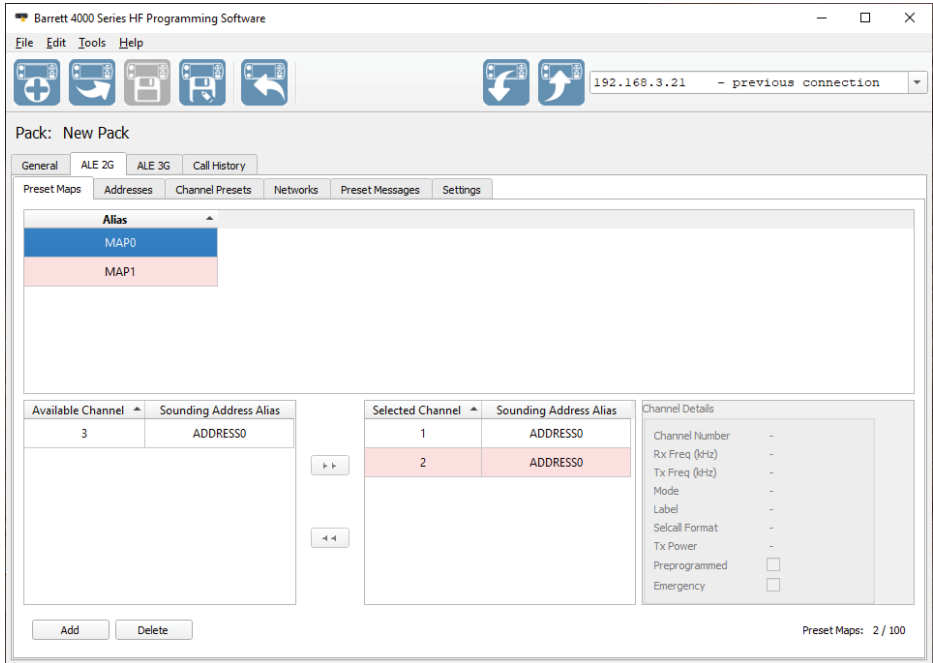 Barrett 4000 Series HF Programming Software
File Edit Tools Help
192.168.3.21 - previous connection
Pack: New Pack
General ALE 2G ALE 3G Call History
Preset Maps Addresses Channel Presets Networks Preset Messages Settings
Alias
MAP0
MAP1
Available Channel Sounding Address Alias Selected Channel Sounding Address Alias Channel Details
3 ADDRESS0 1 ADDRESS0 Channel Number -
2 ADDRESS0 Rx Freq (kHz) -
Tx Freq (kHz) -
Mode -
Label -
Selcall Format -
Tx Power -
Preprogrammed
Emergency
Add Delete Preset Maps: 2 / 100